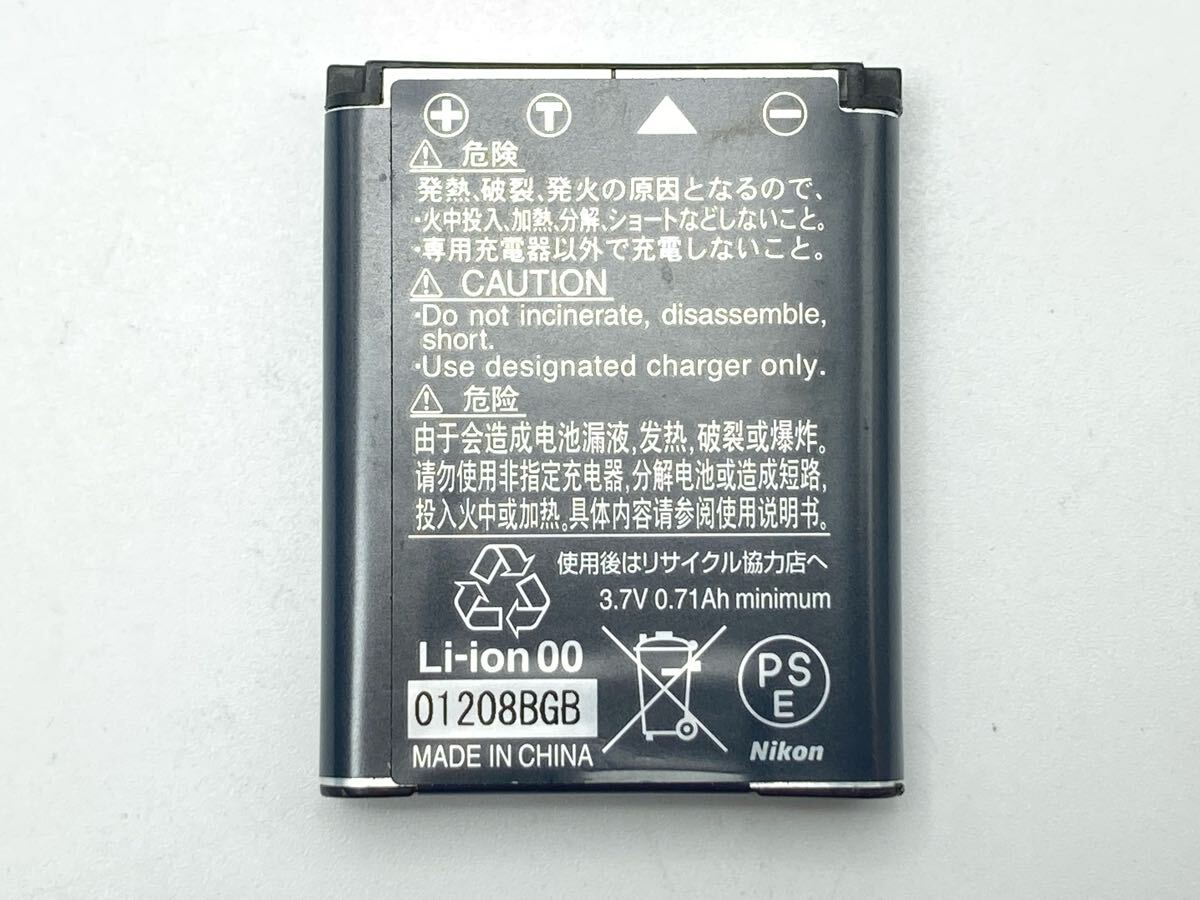 + T -
危険
発熱、破裂、発火の原因となるので、
・火中投入、加熱、分解、ショートなどしないこと。
・専用充電器以外で充電しないこと。
CAUTION
・Do not incinerate, disassemble,
short.
・Use designated charger only.
危险
由于会造成电池漏液,发热,破裂或爆炸。
请勿使用非指定充电器,分解电池或造成短路,
投入火中或加热。具体内容请参阅使用说明书。
使用後はリサイクル協力店へ
3.7V 0.71Ah minimum
Li-ion 00
01208BGB
MADE IN CHINA
PS
E
Nikon